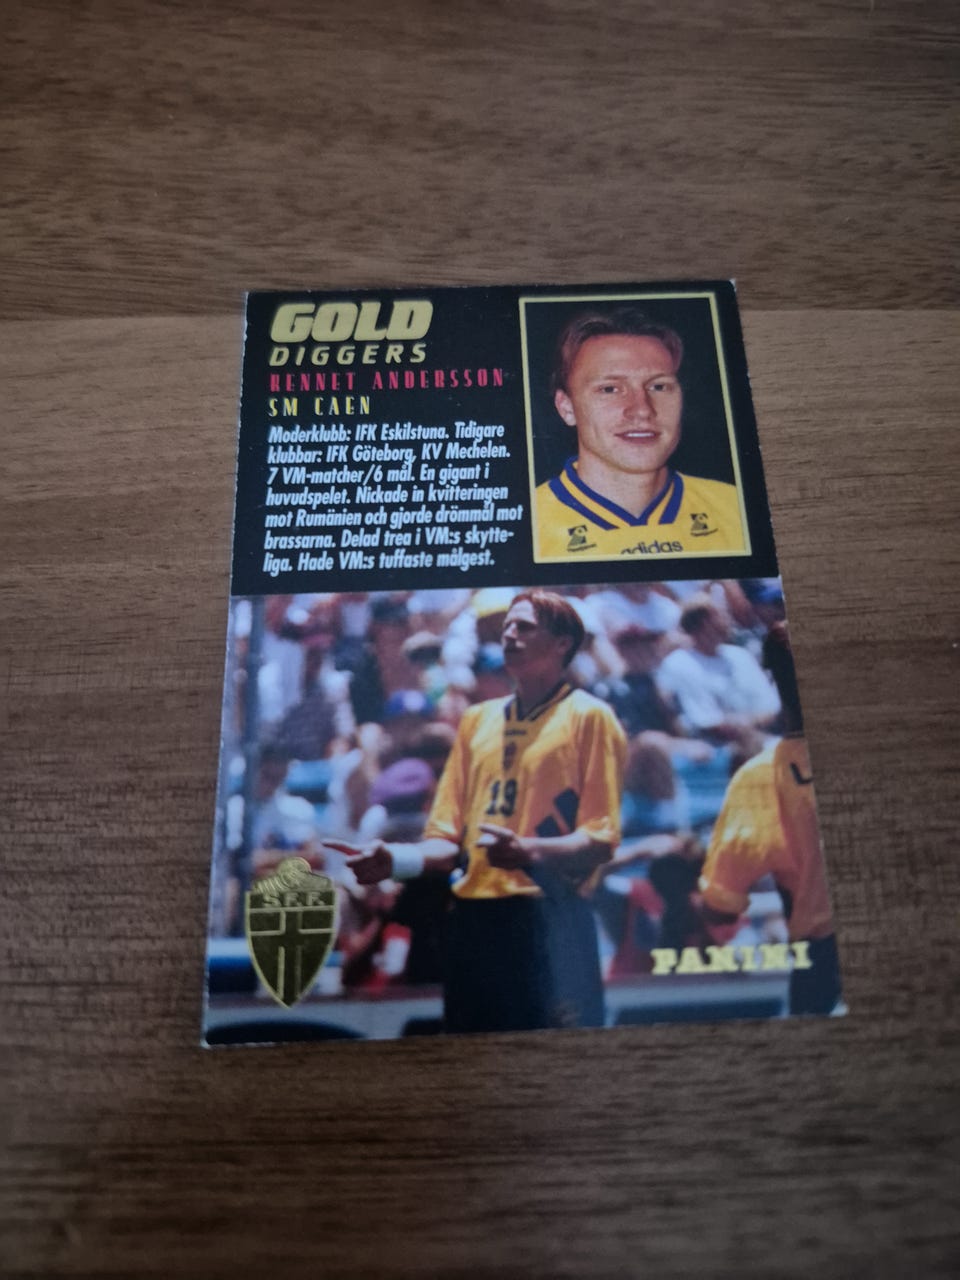 GOLD
DIGGERS
KENNET ANDERSSON
SM CAEN
Moderklubb: IFK Eskilstuna. Tidigare
klubbar: IFK Göteborg, KV Mechelen.
7 VM-matcher/6 mål. En gigant i
huvudspelet. Nickade in kvitteringen
mot Rumänien och gjorde drömmål mot
brassarna. Delad trea i VM:s skytte-
liga. Hade VM:s tuffaste målgest.
adidas
19
S.F.F.
PANINI